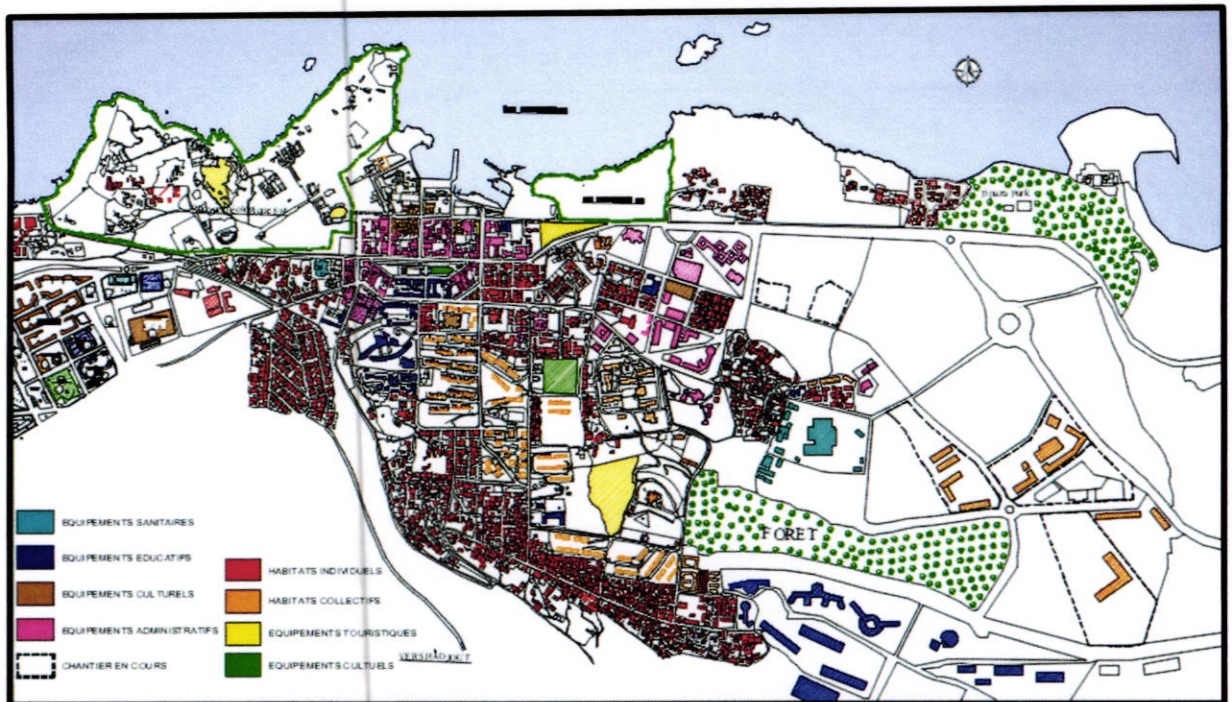 FORET
EQUIPEMENTS SANITAIRES
EQUIPEMENTS EDUCATIFS
EQUIPEMENTS CULTURELS
EQUIPEMENTS ADMINISTRATIFS
CHANTIER EN COURS
HABITATS INDIVIDUELS
HABITATS COLLECTIFS
EQUIPEMENTS TOURISTIQUES
EQUIPEMENTS CULTUELS